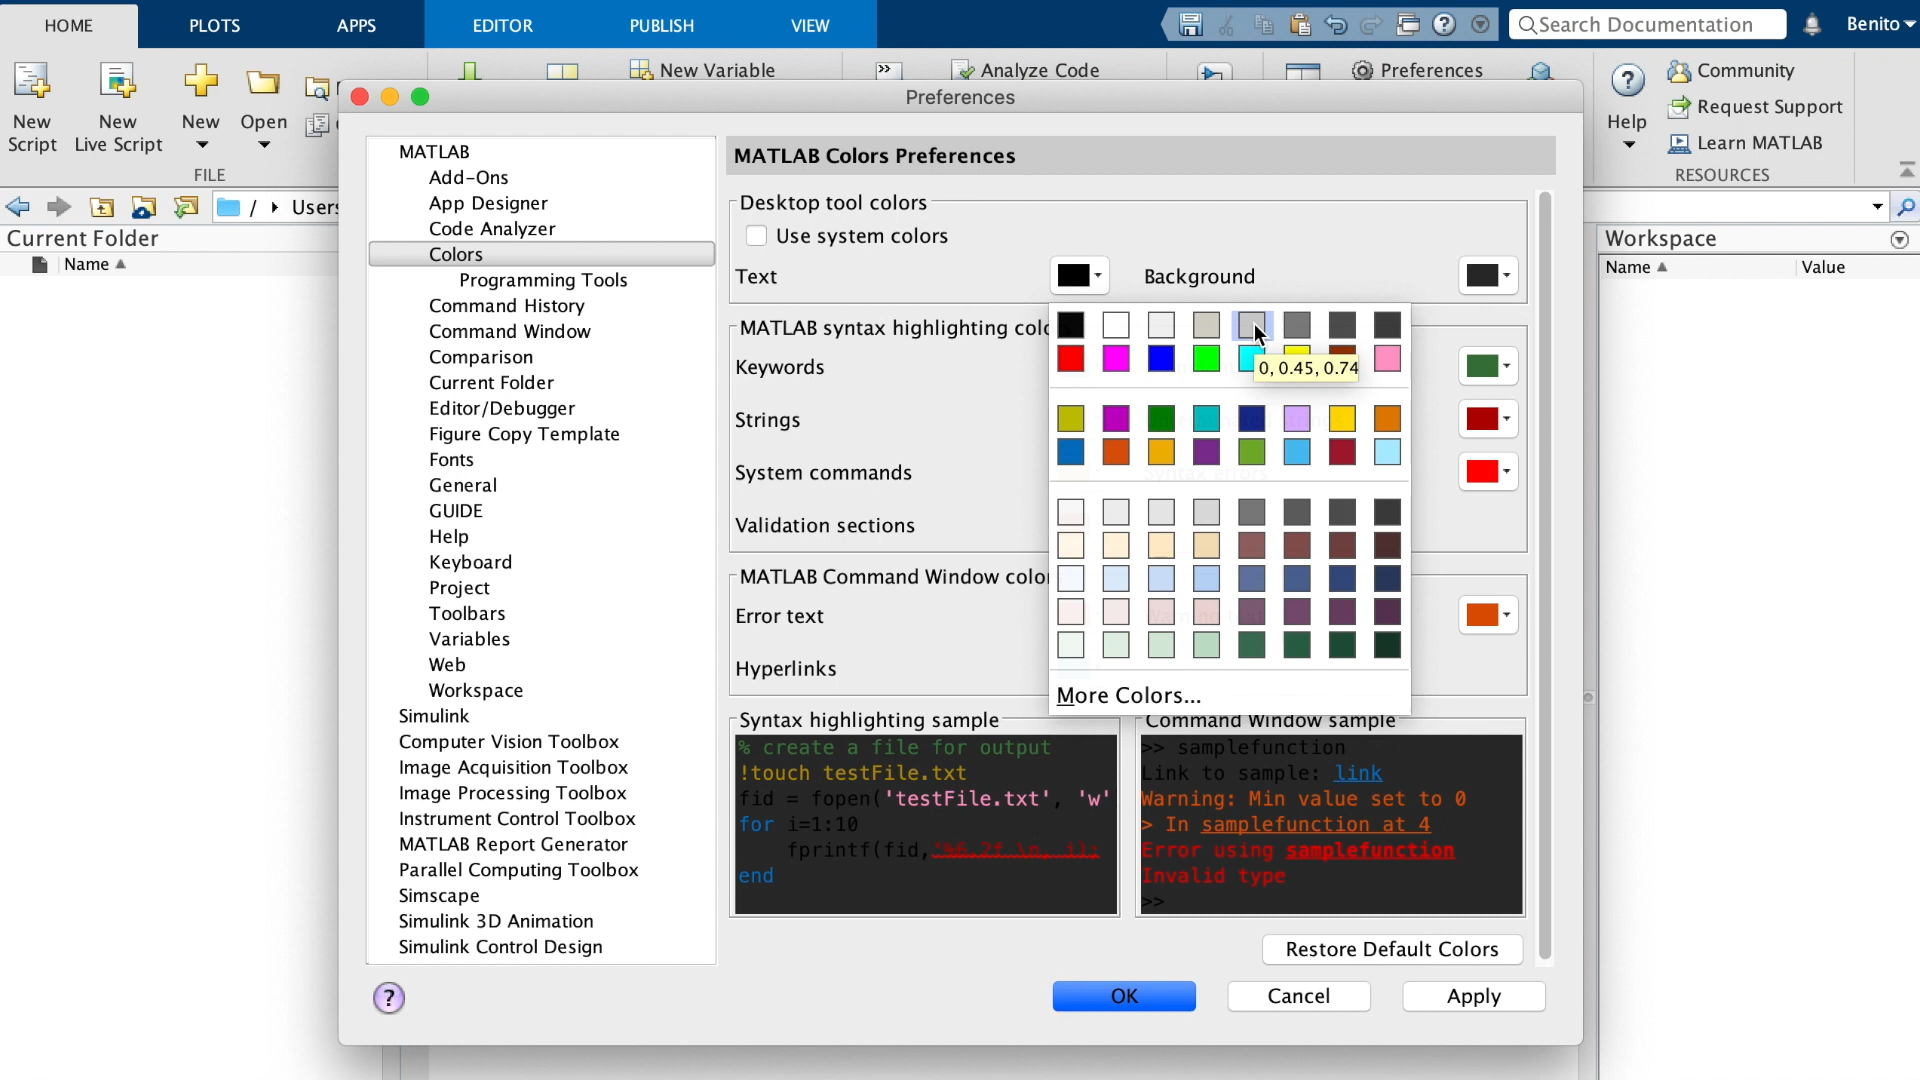 HOME PLOTS APPS EDITOR PUBLISH VIEW Search Documentation Benito
New Variable Analyze Code Preferences Community
New Script New Live Script New Open Help Request Support
Learn MATLAB
FILE RESOURCES
/ Users
Current Folder
Name
Workspace
Name Value
Preferences
MATLAB
Add-Ons
App Designer
Code Analyzer
Colors
Programming Tools
Command History
Command Window
Comparison
Current Folder
Editor/Debugger
Figure Copy Template
Fonts
General
GUIDE
Help
Keyboard
Project
Toolbars
Variables
Web
Workspace
Simulink
Computer Vision Toolbox
Image Acquisition Toolbox
Image Processing Toolbox
Instrument Control Toolbox
MATLAB Report Generator
Parallel Computing Toolbox
Simscape
Simulink 3D Animation
Simulink Control Design
MATLAB Colors Preferences
Desktop tool colors
Use system colors
Text Background
MATLAB syntax highlighting colo
Keywords
0, 0.45, 0.74
Strings
System commands
Syntax errors
Validation sections
MATLAB Command Window color
Error text
Hyperlinks
More Colors...
Syntax highlighting sample
% create a file for output
!touch testFile.txt
fid = fopen('testFile.txt', 'w'
for i=1:10
fprintf(fid,'%6.2f \n, i);
end
Command Window sample
>> samplefunction
Link to sample: link
Warning: Min value set to 0
> In samplefunction at 4
Error using samplefunction
Invalid type
>>
Restore Default Colors
? OK Cancel Apply